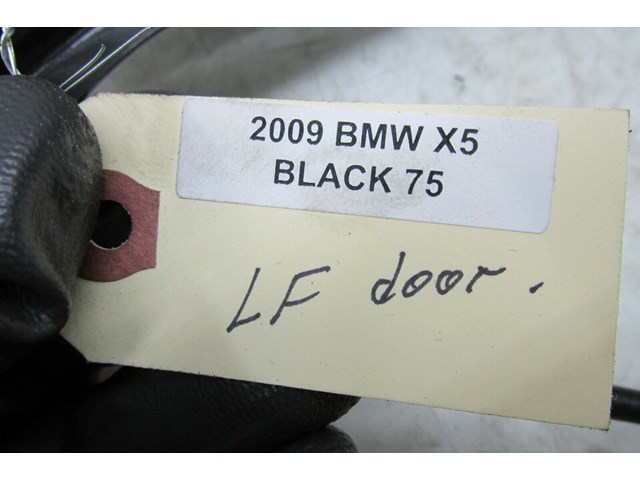 2009 BMW X5
BLACK 75
LF door.